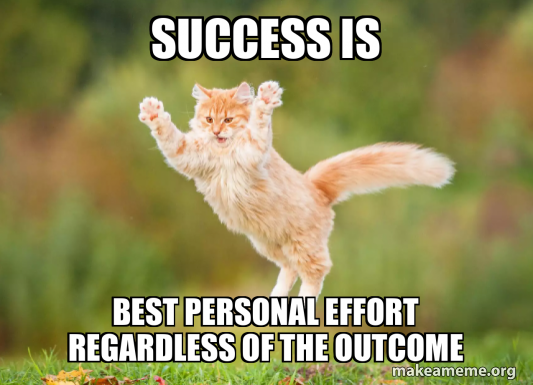 SUCCESS IS
BEST PERSONAL EFFORT
REGARDLESS OF THE OUTCOME
makeameme.org